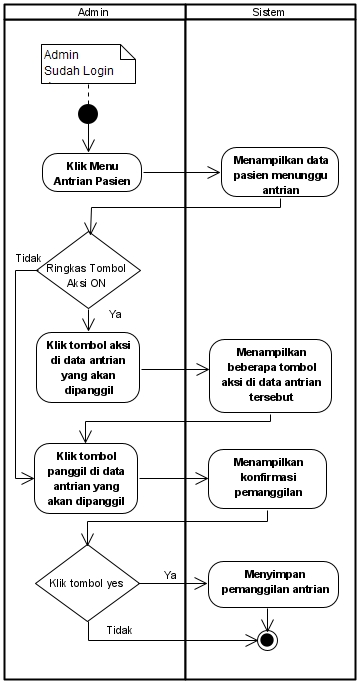 Admin
Sistem
Admin
Sudah Login
Klik Menu
Antrian Pasien
Menampilkan data
pasien menunggu
antrian
Tidak
Ringkas Tombol
Aksi ON
Ya
Klik tombol aksi
di data antrian
yang akan
dipanggil
Menampilkan
beberapa tombol
aksi di data antrian
tersebut
Klik tombol
panggil di data
antrian yang
akan dipanggil
Menampilkan
konfirmasi
pemanggilan
Klik tombol yes
Ya
Menyimpan
pemanggilan antrian
Tidak